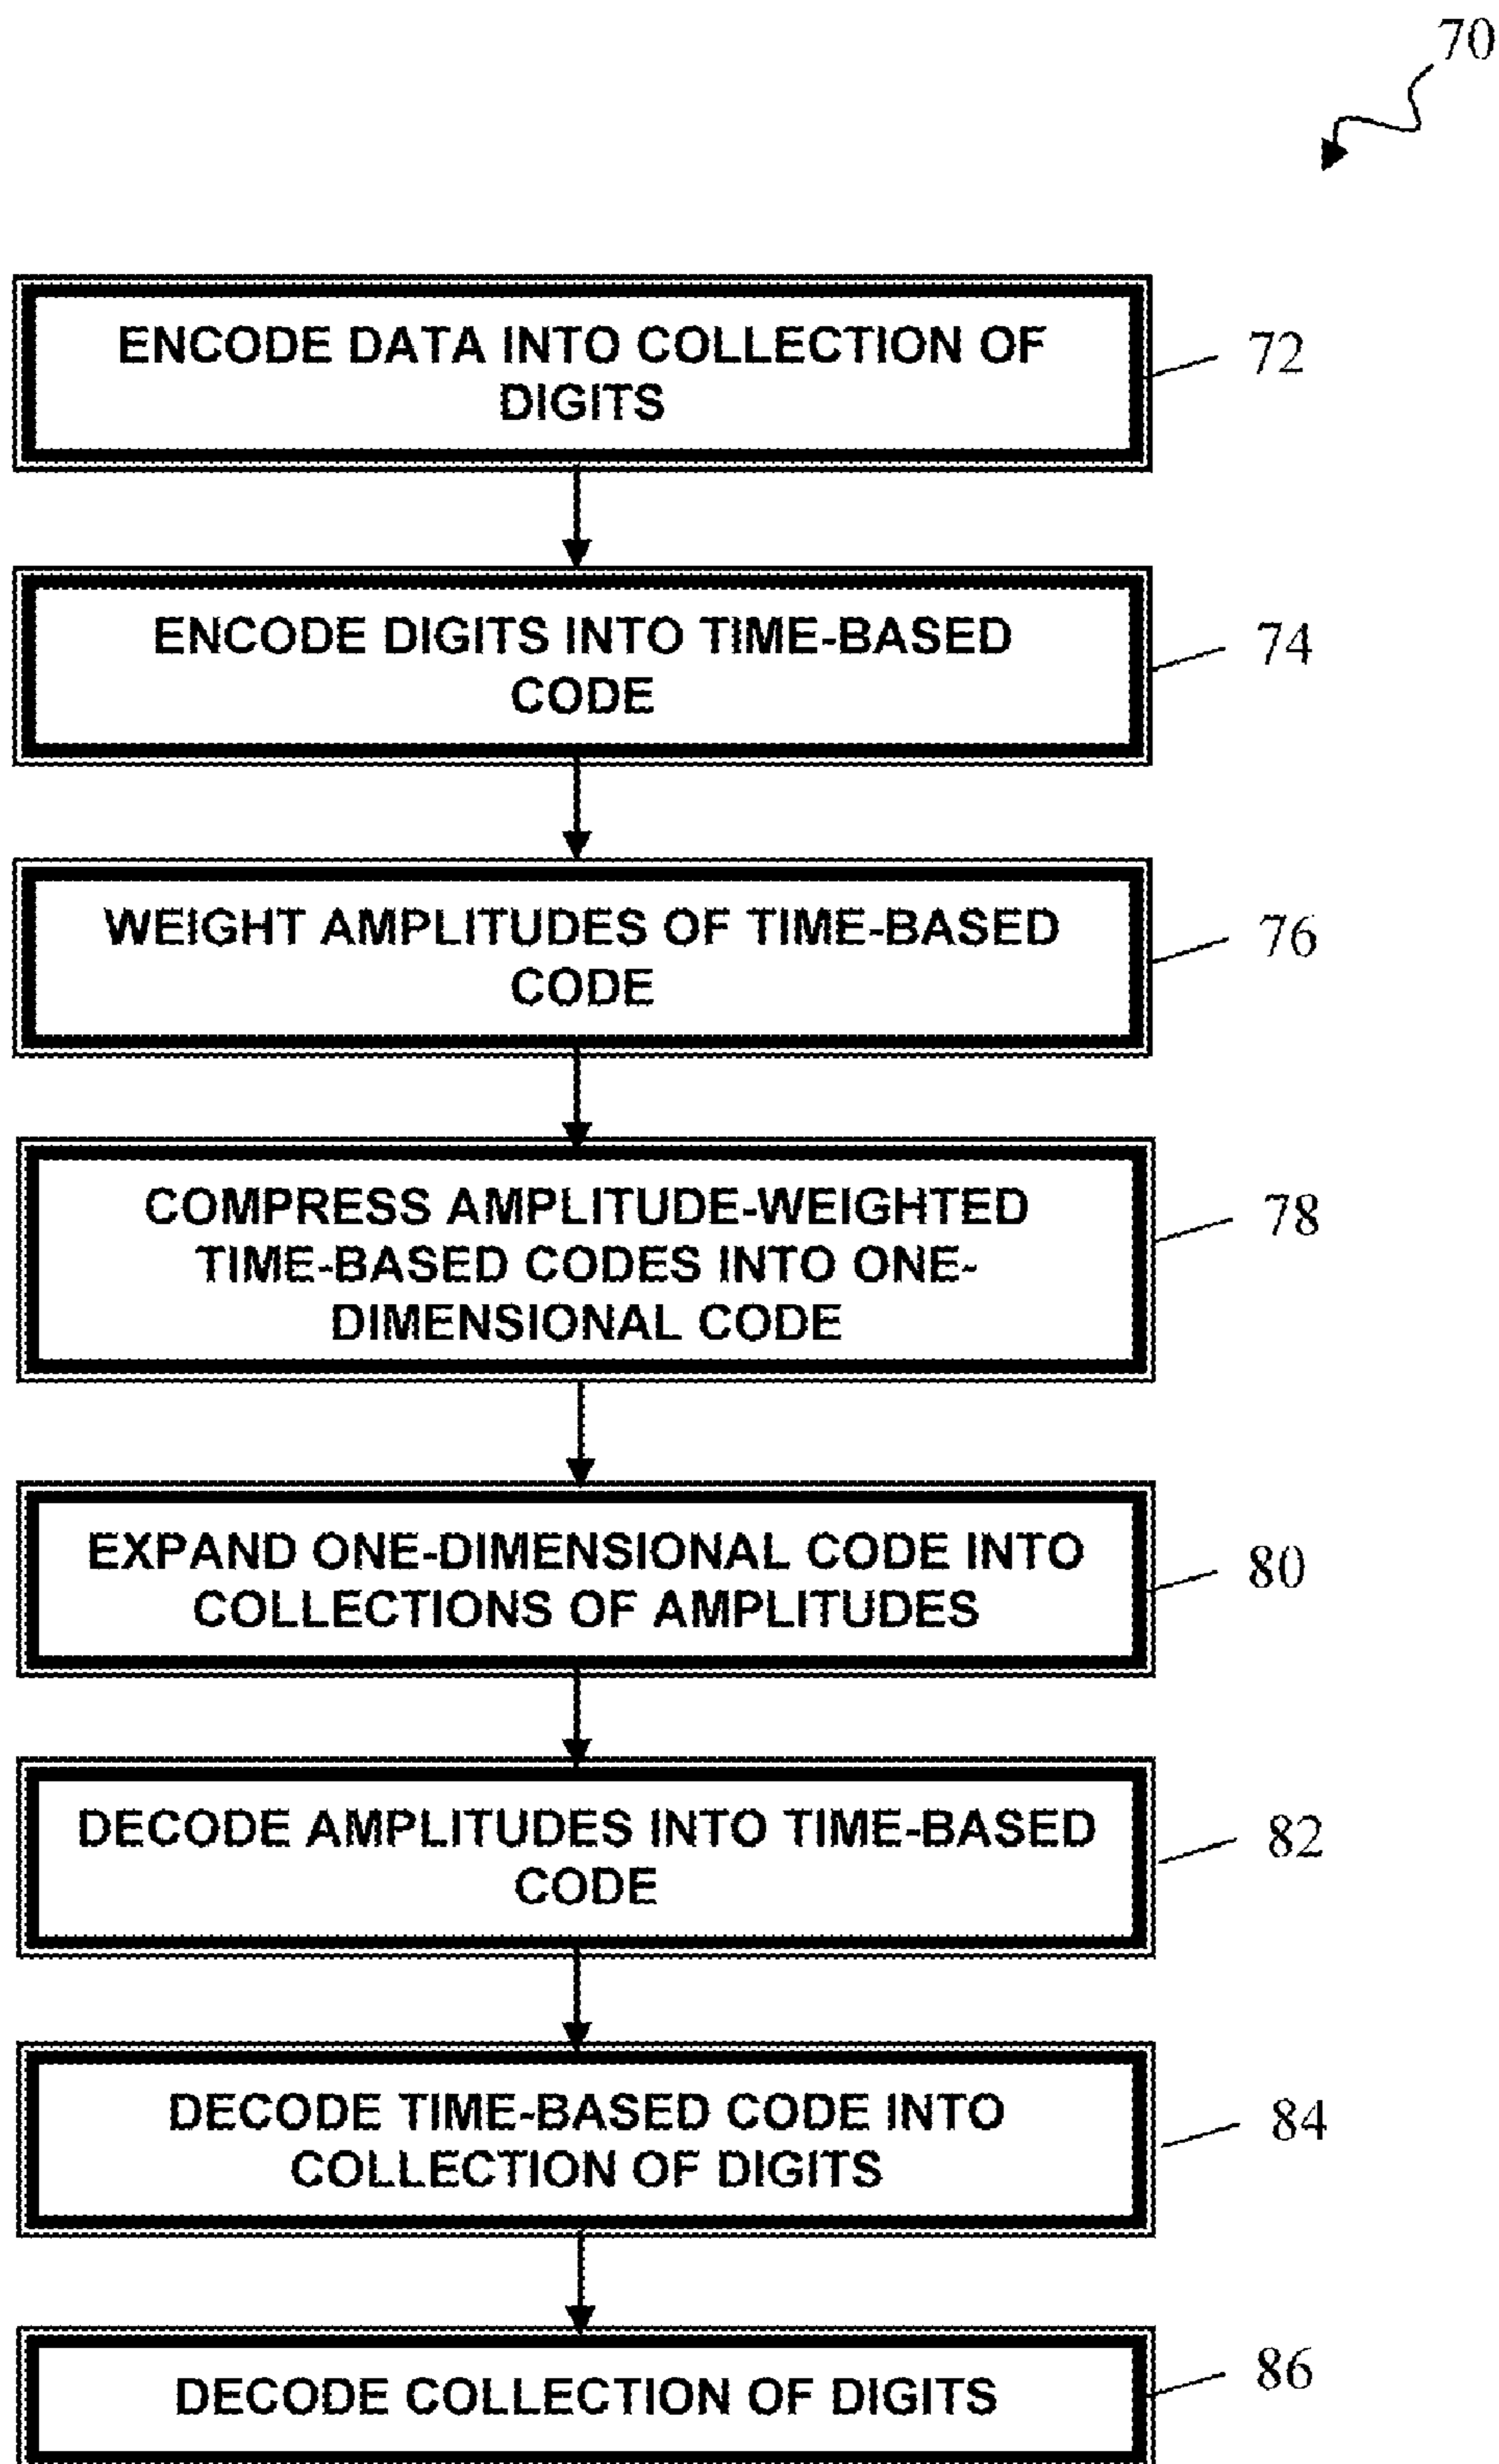 70
ENCODE DATA INTO COLLECTION OF
DIGITS
72
ENCODE DIGITS INTO TIME-BASED
CODE
74
WEIGHT AMPLITUDES OF TIME-BASED
CODE
76
COMPRESS AMPLITUDE-WEIGHTED
TIME-BASED CODES INTO ONE-
DIMENSIONAL CODE
78
EXPAND ONE-DIMENSIONAL CODE INTO
COLLECTIONS OF AMPLITUDES
80
DECODE AMPLITUDES INTO TIME-BASED
CODE
82
DECODE TIME-BASED CODE INTO
COLLECTION OF DIGITS
84
DECODE COLLECTION OF DIGITS
86